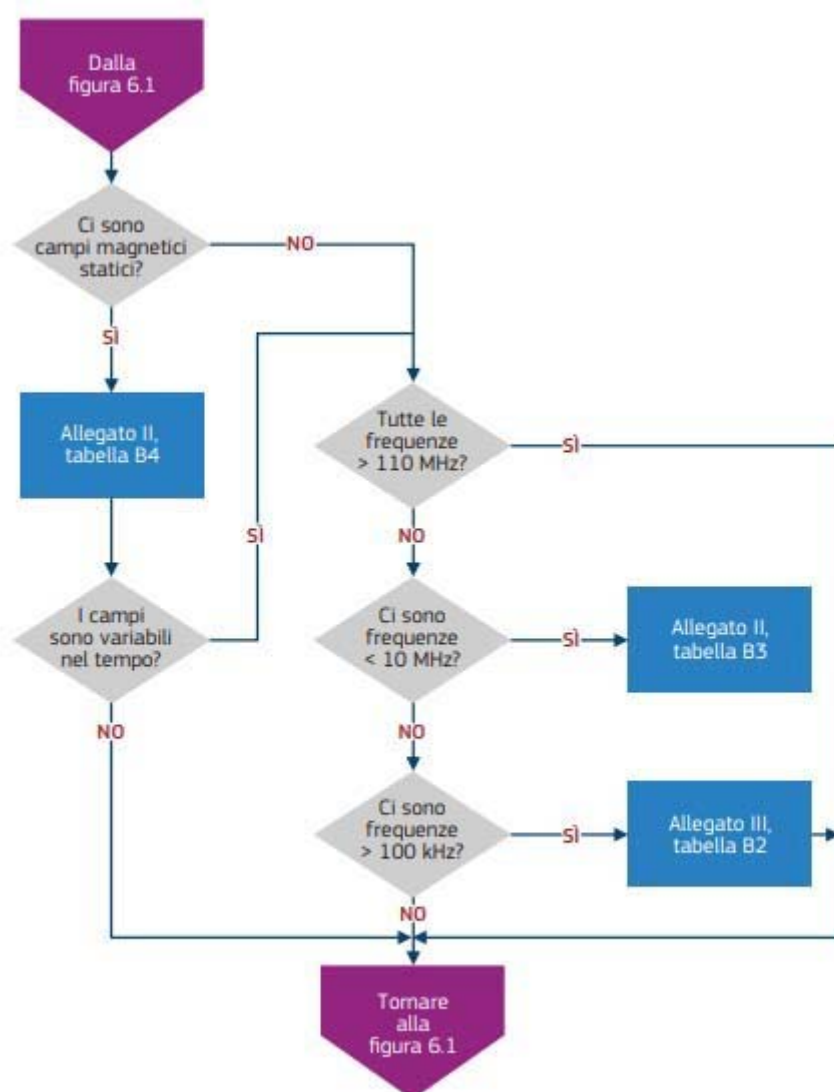 Dalla
figura 6.1
Ci sono
campi magnetici
statici?
NO
SÌ
Allegato II,
tabella B4
Tutte le
frequenze
> 110 MHz?
SÌ
SÌ
NO
I campi
sono variabili
nel tempo?
Ci sono
frequenze
< 10 MHz?
SÌ
Allegato II,
tabella B3
NO
NO
Ci sono
frequenze
> 100 kHz?
SÌ
Allegato III,
tabella B2
NO
Tornare
alla
figura 6.1